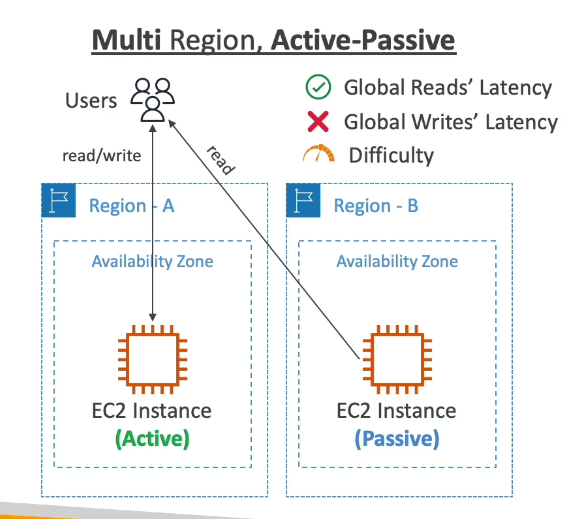 Multi Region, Active-Passive
Users
Global Reads’ Latency
Global Writes’ Latency
Difficulty
read/write
read
Region - A
Region - B
Availability Zone
Availability Zone
EC2 Instance
(Active)
EC2 Instance
(Passive)